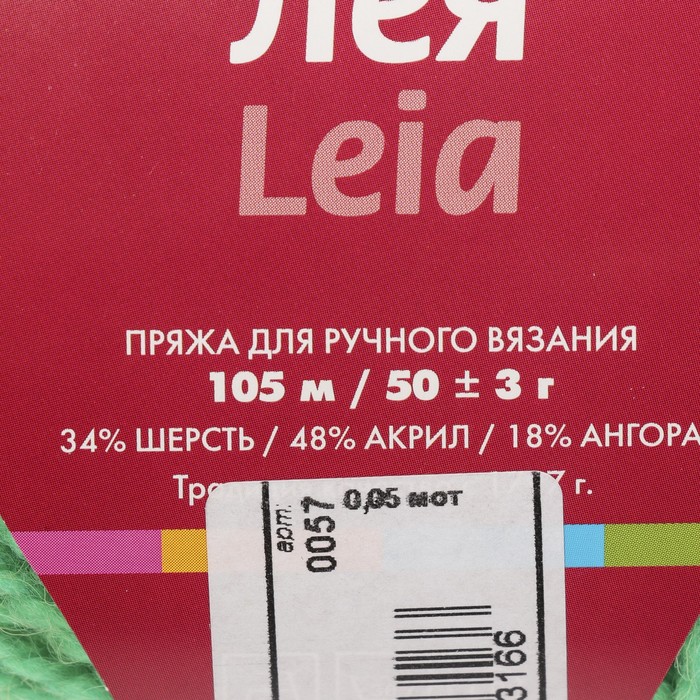 Лея
Leia
ПРЯЖА ДЛЯ РУЧНОГО ВЯЗАНИЯ
105 м / 50 ± 3 г
34% ШЕРСТЬ / 48% АКРИЛ / 18% АНГОРА
г.
0,05 мот
арт:
0057
3166